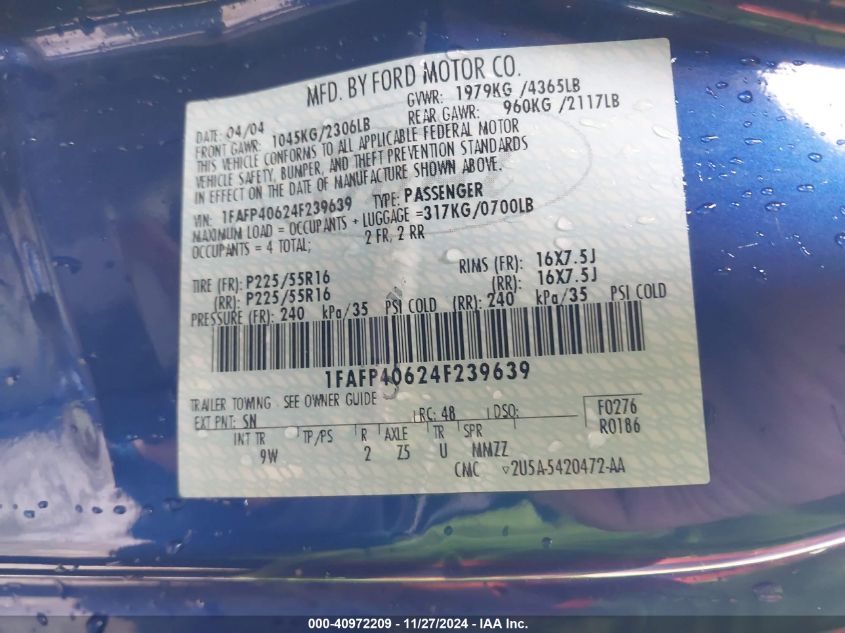 MFD. BY FORD MOTOR CO.
DATE: 04/04 GVWR: 1979KG /4365LB
FRONT GAWR: 1045KG/2306LB REAR GAWR: 960KG /2117LB
THIS VEHICLE CONFORMS TO ALL APPLICABLE FEDERAL MOTOR
VEHICLE SAFETY, BUMPER, AND THEFT PREVENTION STANDARDS
IN EFFECT ON THE DATE OF MANUFACTURE SHOWN ABOVE.
VIN: 1FAFP40624F239639 TYPE: PASSENGER
MAXIMUM LOAD = OCCUPANTS + LUGGAGE =317KG/0700LB
OCCUPANTS = 4 TOTAL; 2 FR, 2 RR
TIRE (FR): P225/55R16 RIMS (FR): 16X7.5J
(RR): P225/55R16 (RR): 16X7.5J
PRESSURE (FR): 240 kPa/35 PSI COLD (RR): 240 kPa/35 PSI COLD
1FAFP40624F239639
TRAILER TOWING - SEE OWNER GUIDE
EXT PNT: SN RC: 48 DSO: F0276
R0186
INT TR TP/PS R AXLE TR SPR
9W 2 Z5 U MMZZ
CMC ▽2U5A-5420472-AA
000-40972209 - 11/27/2024 - IAA Inc.